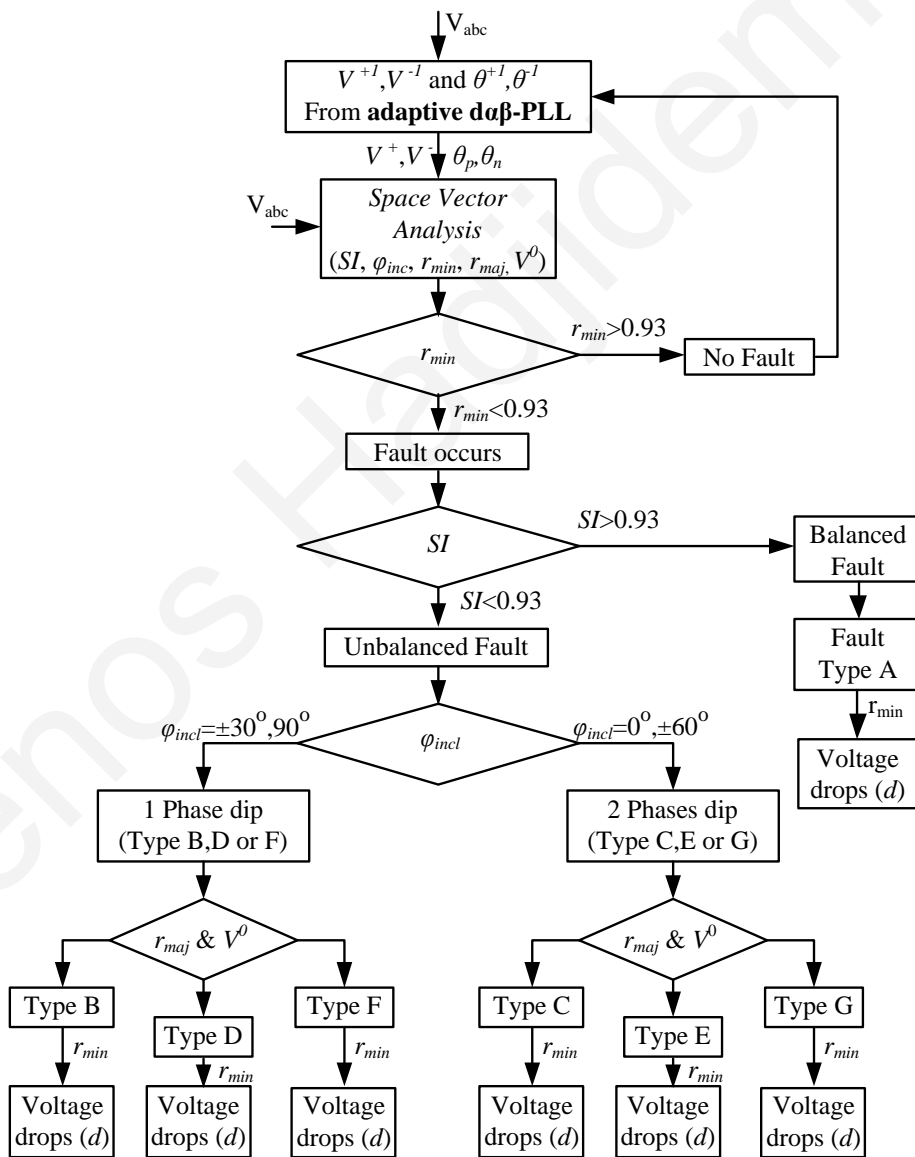 V_abc
V⁺¹,V⁻¹ and θ⁺¹,θ⁻¹
From adaptive dαβ-PLL
V⁺,V⁻ θ_p,θ_n
V_abc
Space Vector
Analysis
(SI, φ_inc, r_min, r_maj, V⁰)
r_min
r_min>0.93
No Fault
r_min<0.93
Fault occurs
SI
SI>0.93
Balanced
Fault
SI<0.93
Unbalanced Fault
Fault
Type A
r_min
Voltage
drops (d)
φ_incl=±30°,90°
φ_incl
φ_incl=0°,±60°
1 Phase dip
(Type B,D or F)
2 Phases dip
(Type C,E or G)
r_maj & V⁰
r_maj & V⁰
Type B
Type D
Type F
Type C
Type E
Type G
r_min
r_min
r_min
r_min
r_min
r_min
Voltage
drops (d)
Voltage
drops (d)
Voltage
drops (d)
Voltage
drops (d)
Voltage
drops (d)
Voltage
drops (d)